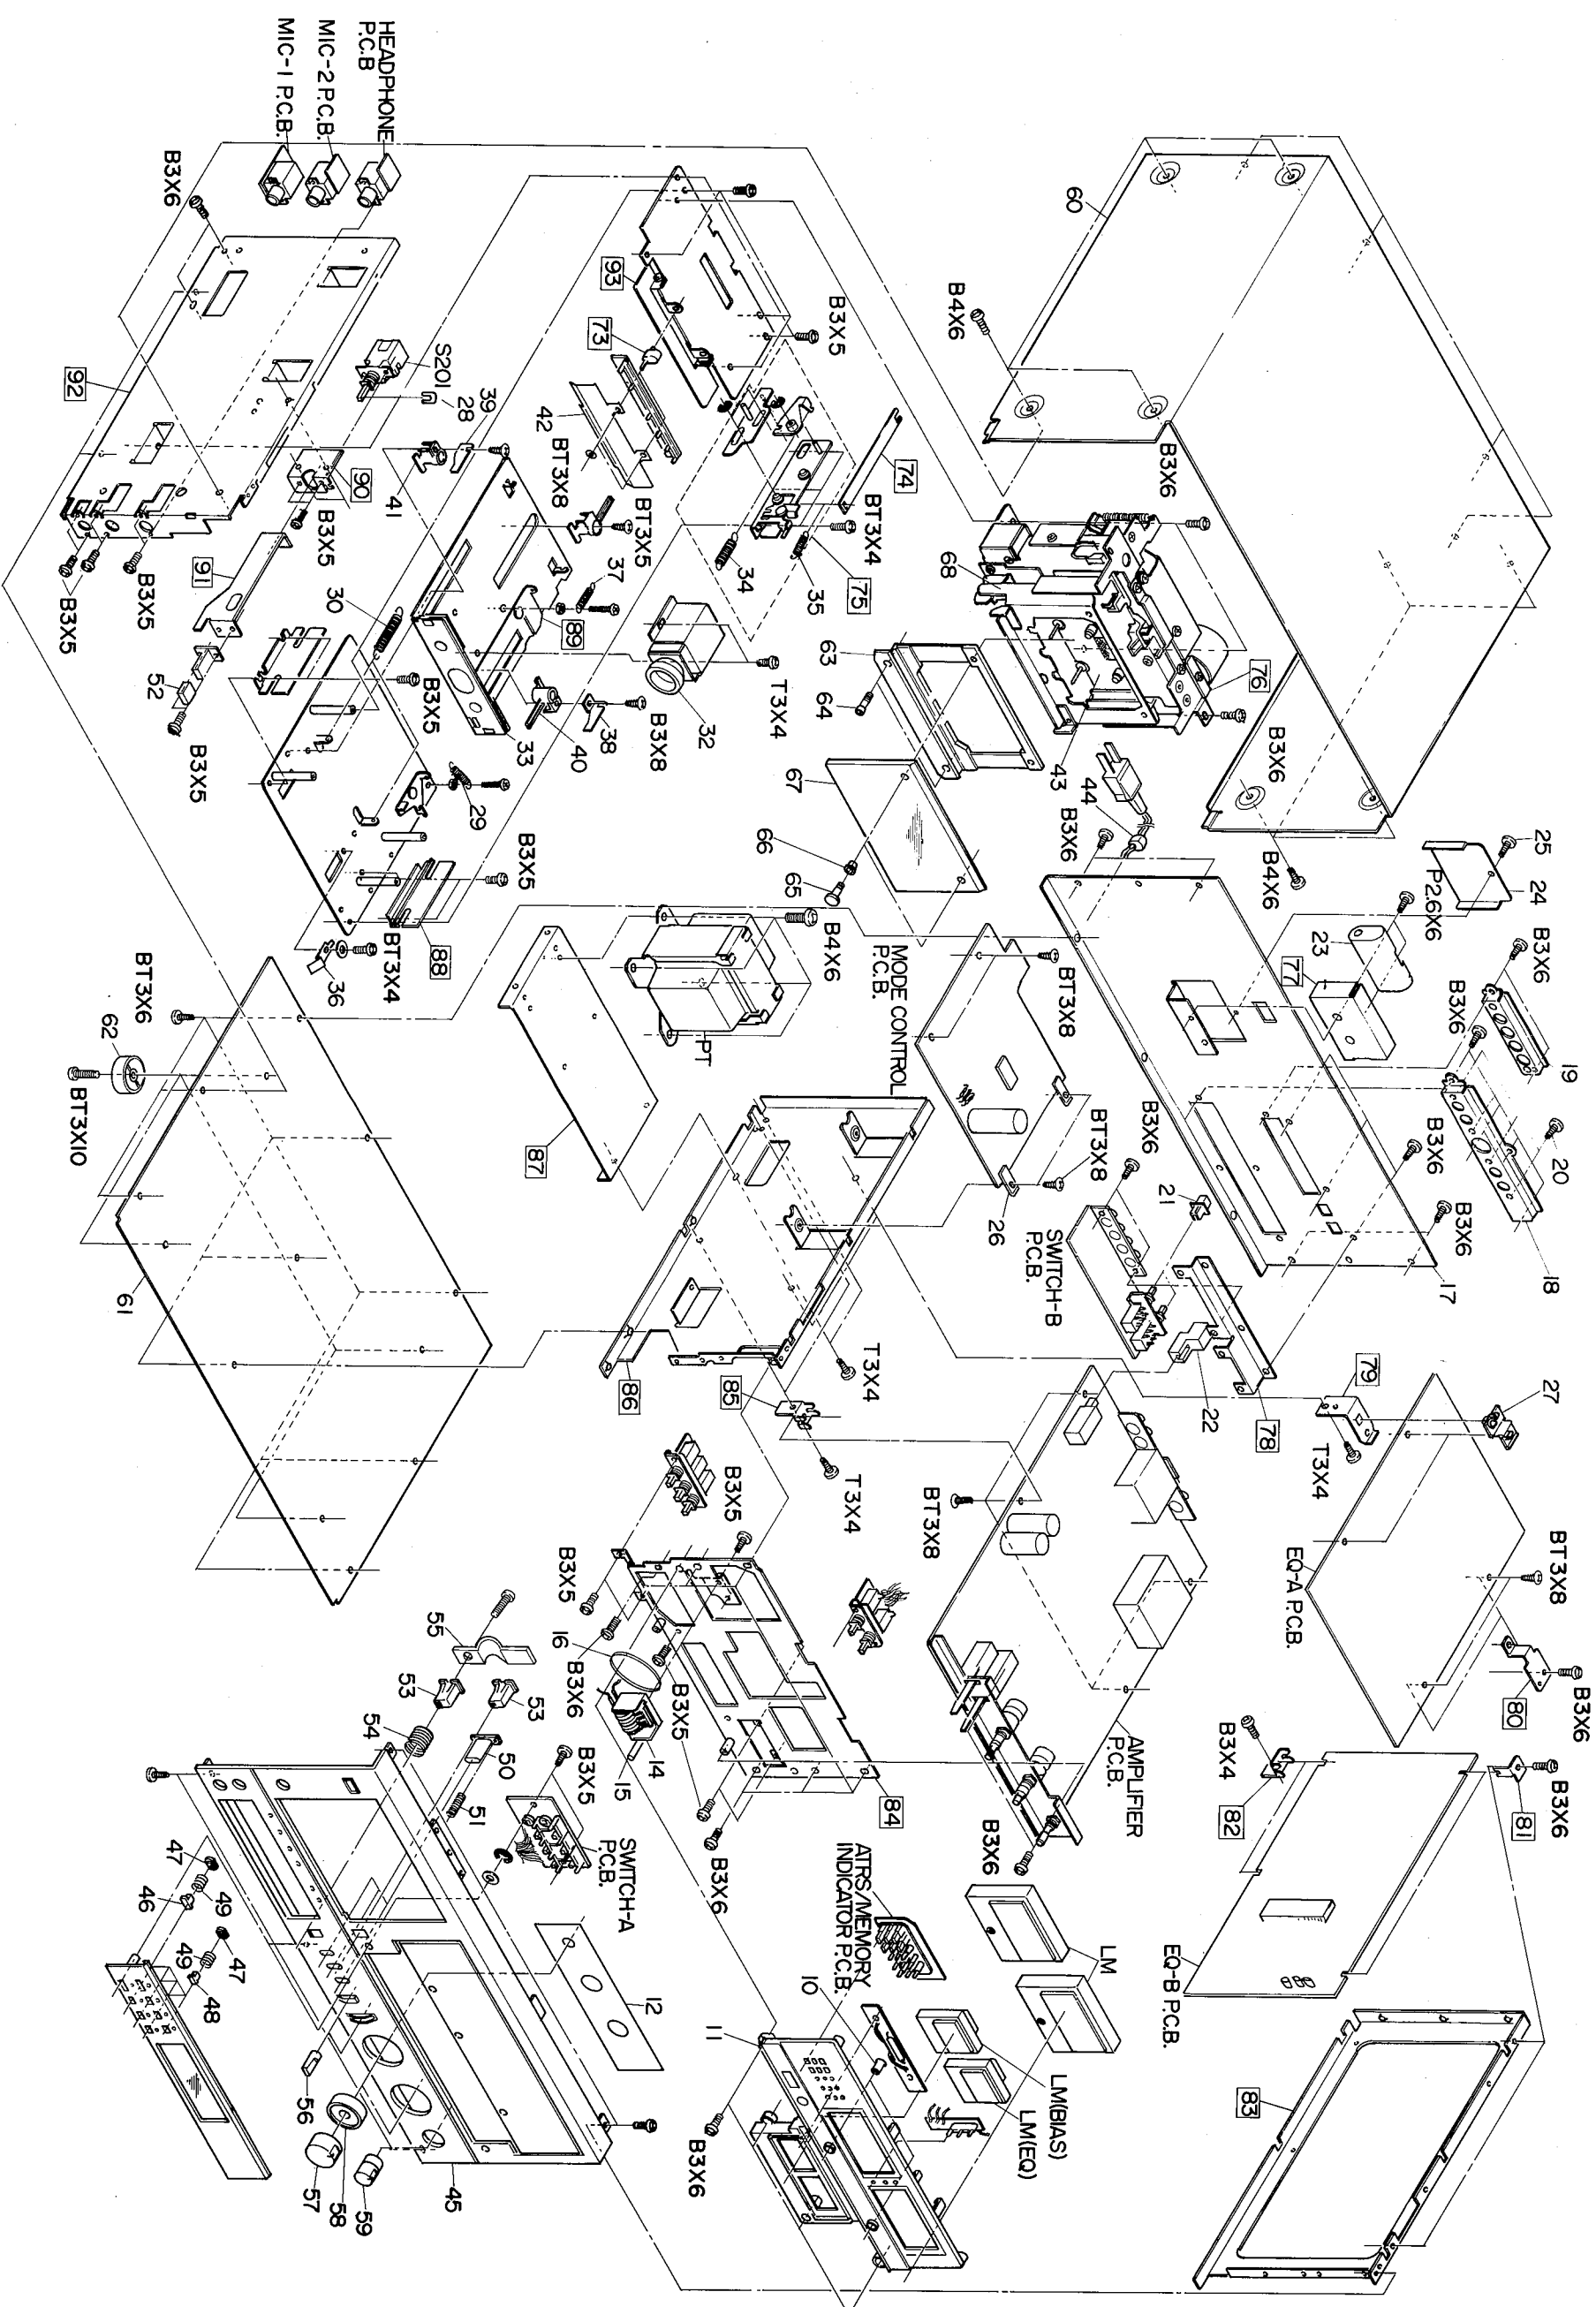 HEADPHONE
P.C.B
MIC-2 P.C.B.
MIC-1 P.C.B.
B3X6
60
B4X6
B3X6
B3X6
B4X6
93
B3X5
73
74
BT3X4
75
42
BT3X8
BT3X5
34
35
S201
28
39
41
92
90
B3X5
91
B3X5
B3X5
52
B3X5
30
37
89
32
T3X4
38
B3X8
40
33
B3X5
29
B3X5
88
BT3X4
36
68
76
63
64
43
44
67
66
65
B3X6
25
24
P2.6X6
23
77
B3X6
B3X6
19
20
18
B3X6
B3X6
17
MODE CONTROL
P.C.B.
BT3X8
BT3X8
26
B4X6
PT
87
B3X6
21
SWITCH-B
P.C.B.
22
78
79
27
T3X4
BT3X6
62
BT3X10
61
86
T3X4
85
T3X4
BT3X8
EQ-A P.C.B.
BT3X8
B3X6
80
B3X4
82
81
B3X6
EQ-B P.C.B.
83
AMPLIFIER
P.C.B.
B3X6
B3X5
B3X5
B3X6
16
B3X5
14
15
84
B3X6
55
53
53
54
50
51
B3X5
SWITCH-A
P.C.B.
12
ATRS/MEMORY
INDICATOR P.C.B.
10
11
LM
LM(BIAS)
LM(EQ)
B3X6
47
49
46
47
49
48
56
57
58
59
45